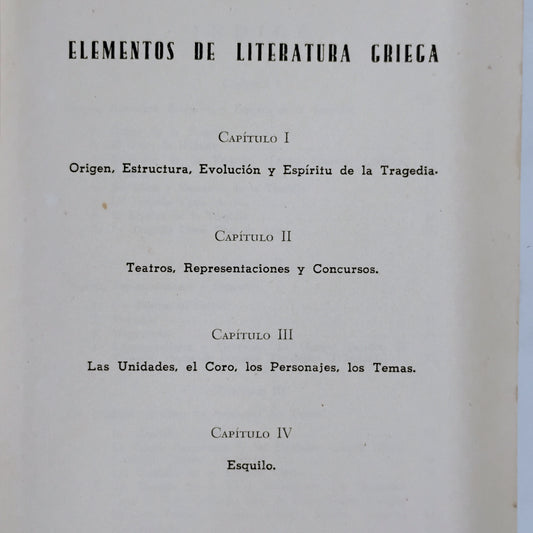 ELEMENTOS DE LITERATURA GRIEGA
CAPÍTULO I
Origen, Estructura, Evolución y Espíritu de la Tragedia.
CAPÍTULO II
Teatros, Representaciones y Concursos.
CAPÍTULO III
Las Unidades, el Coro, los Personajes, los Temas.
CAPÍTULO IV
Esquilo.